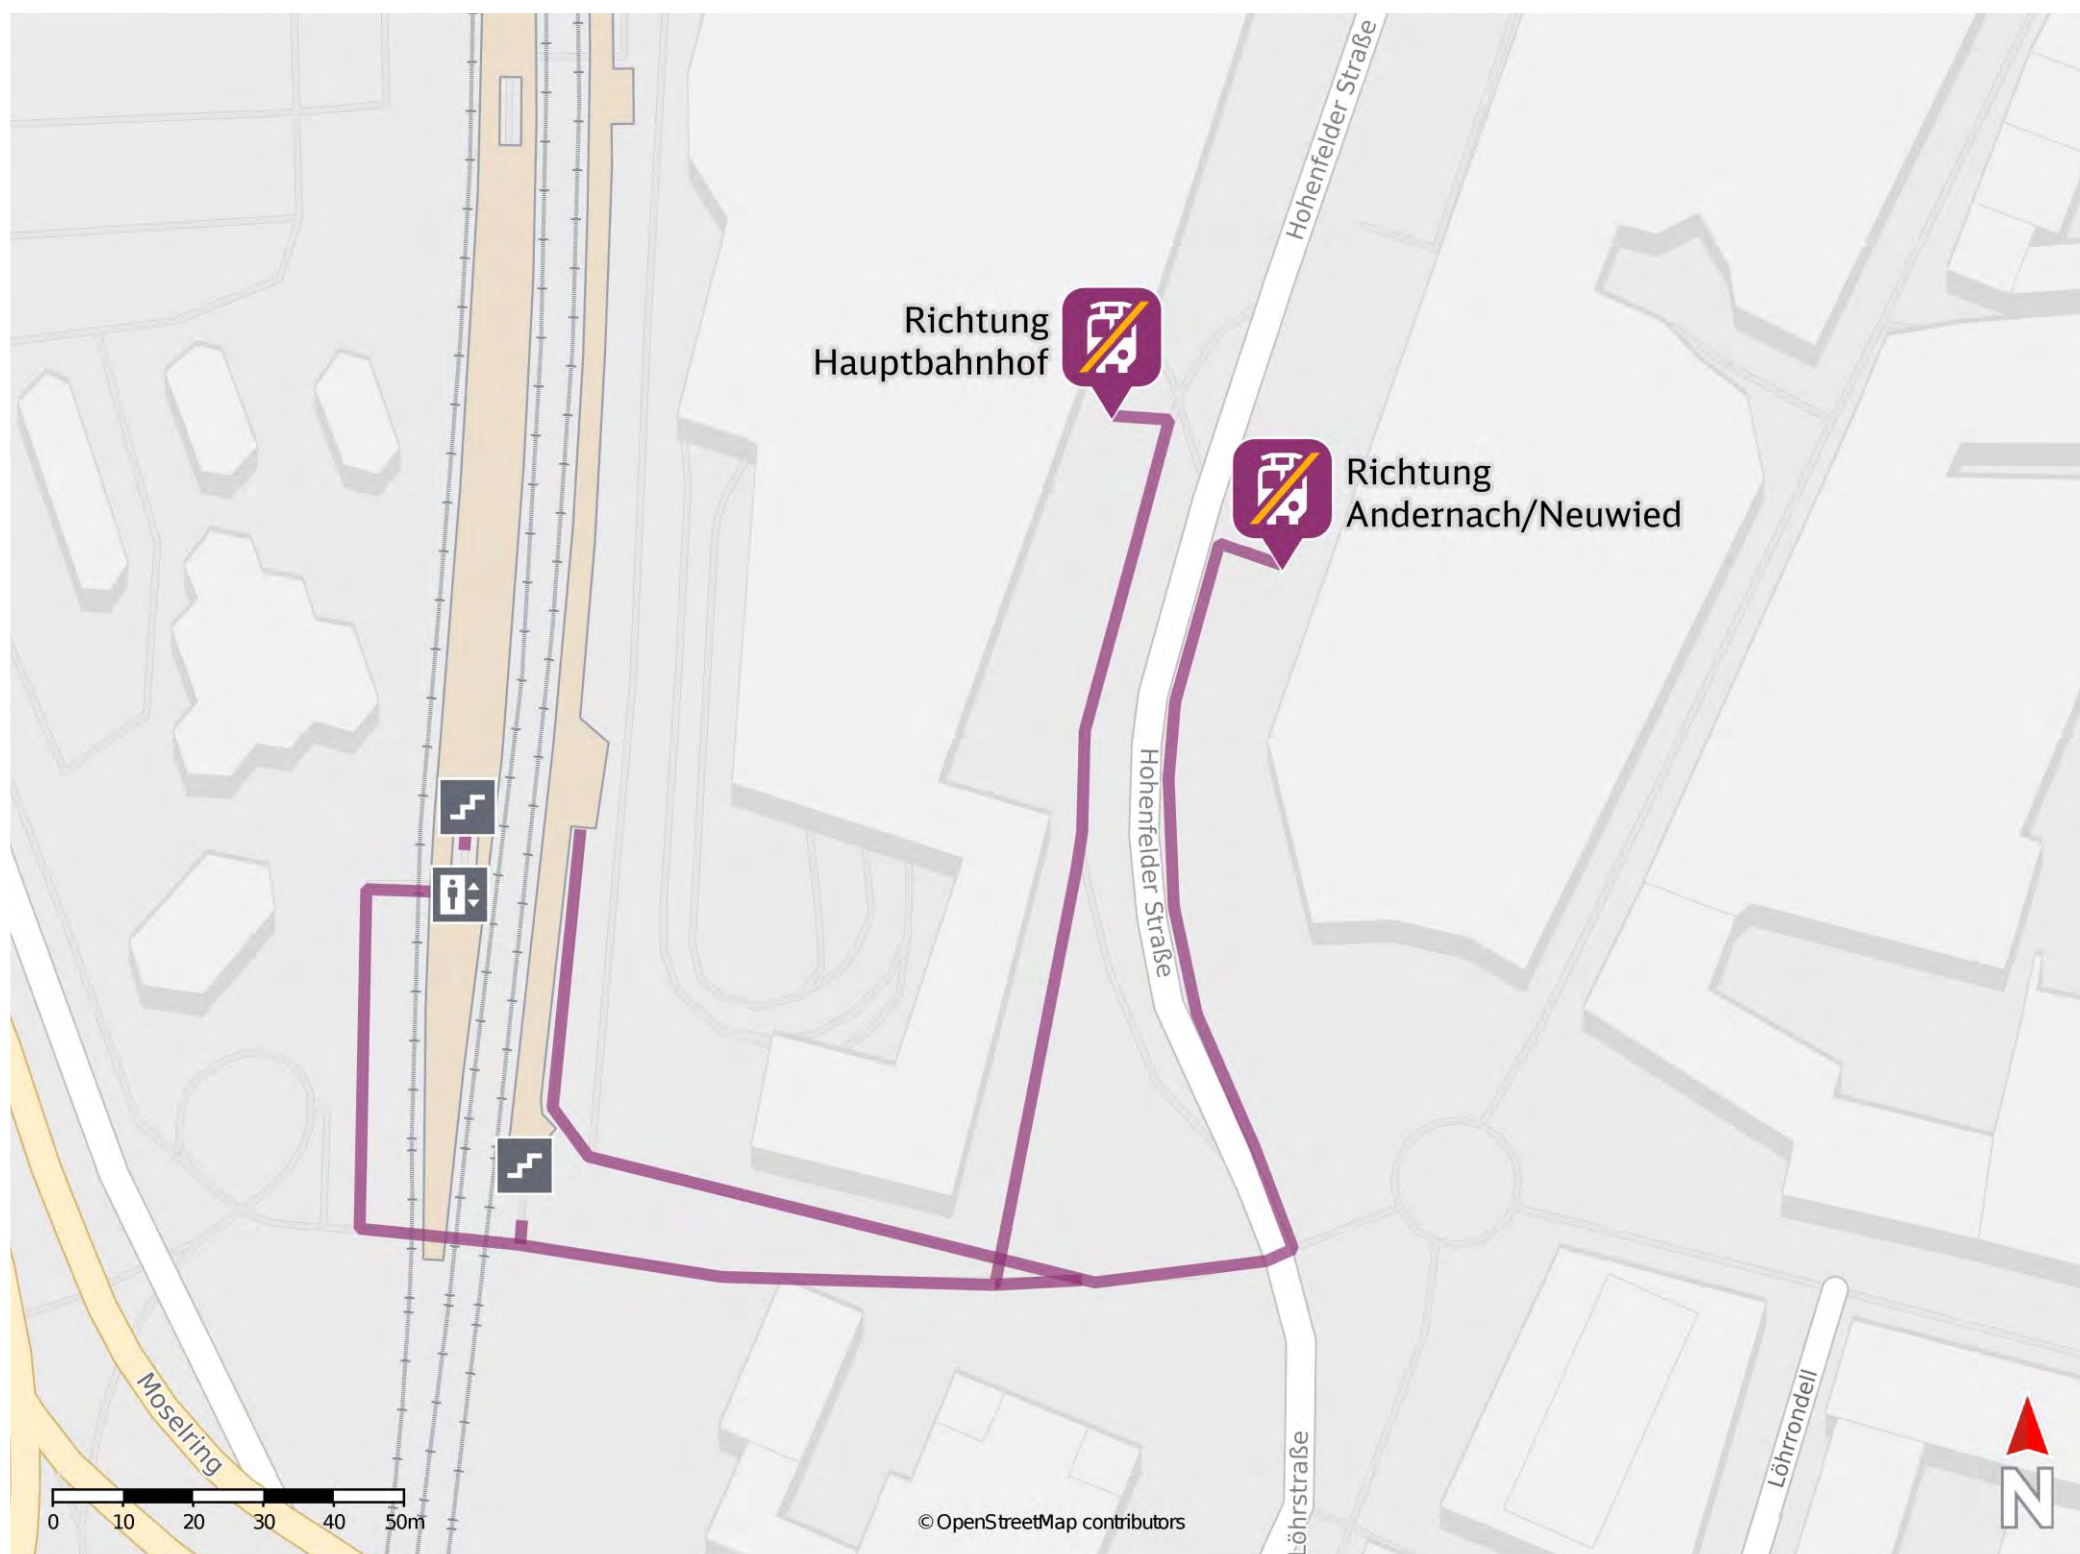 Hohenfelder Straße
Richtung
Hauptbahnhof
Richtung
Andernach/Neuwied
Hohenfelder Straße
Moselring
Löhrstraße
Löhrrondell
0 10 20 30 40 50m
© OpenStreetMap contributors
N